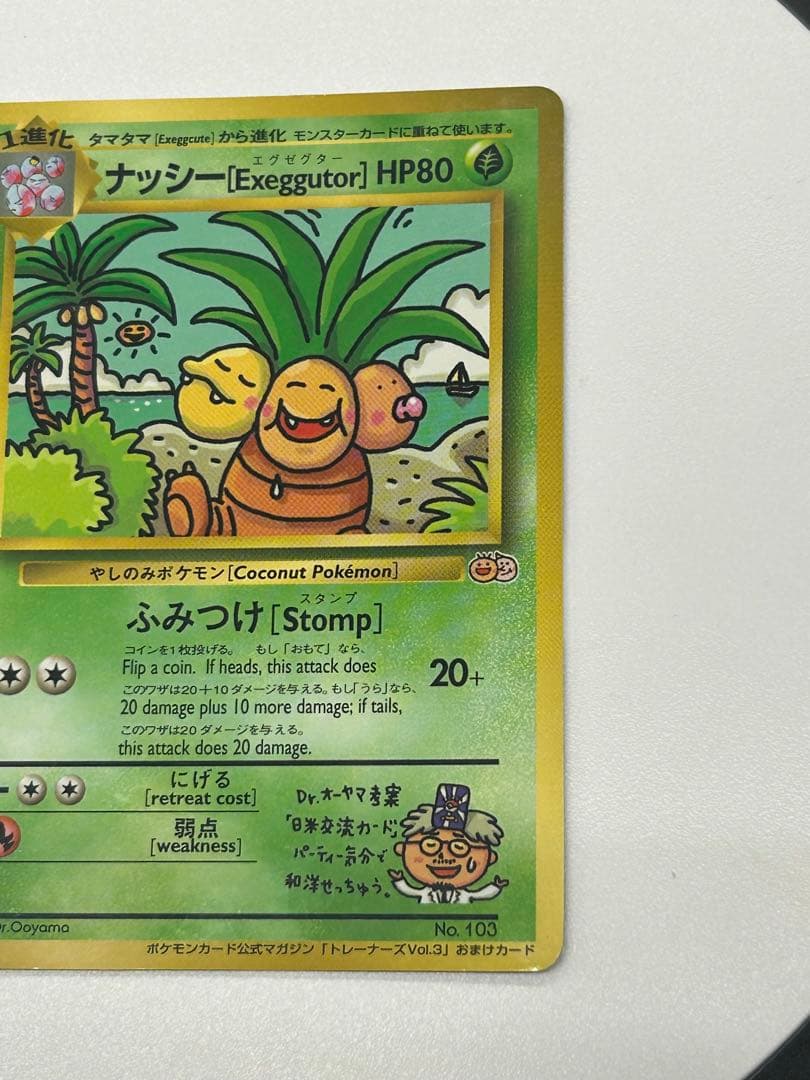 1進化
タマタマ [Exeggcute] から進化 モンスターカードに重ねて使います。
エグゼグター
ナッシー[Exeggutor] HP80
やしのみポケモン[Coconut Pokémon]
スタンプ
ふみつけ[Stomp]
コインを1枚投げる。 もし「おもて」なら、
Flip a coin. If heads, this attack does
20+
このワザは20＋10ダメージを与える。もし「うら」なら、
20 damage plus 10 more damage; if tails,
このワザは20ダメージを与える。
this attack does 20 damage.
にげる
[retreat cost]
弱点
[weakness]
Dr.オーヤマ考案
「日米交流カード」
パーティー気分で
和洋せっちゅう。
r.Ooyama
No. 103
ポケモンカード公式マガジン「トレーナーズVol.3」おまけカード